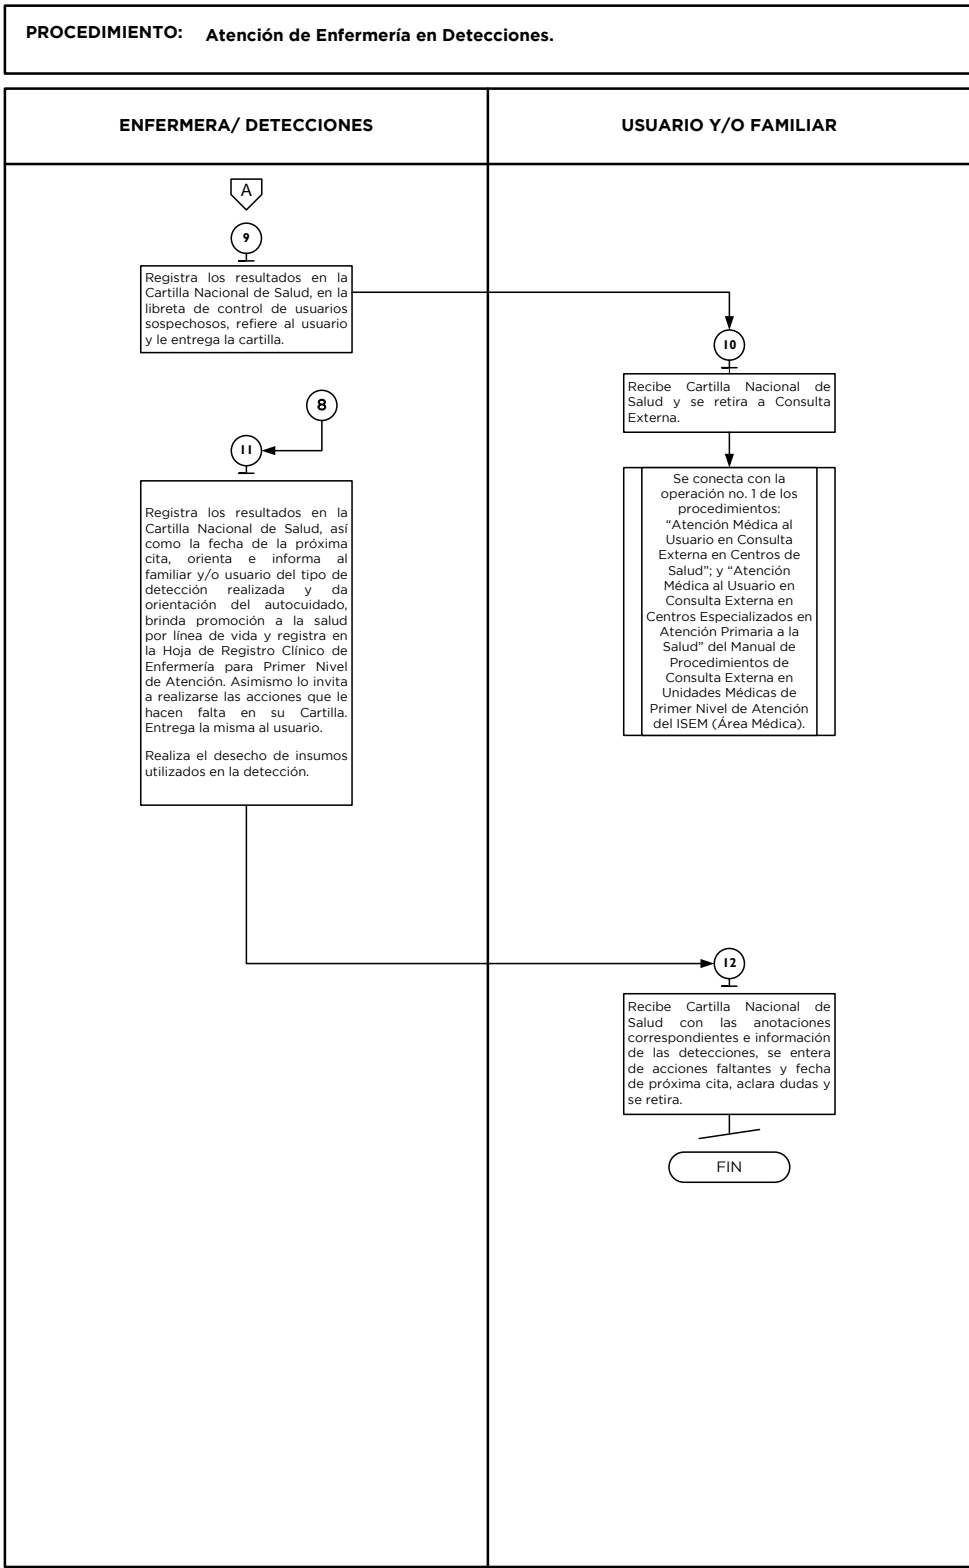 PROCEDIMIENTO: Atención de Enfermería en Detecciones.
ENFERMERA/ DETECCIONES
USUARIO Y/O FAMILIAR
A
9
Registra los resultados en la
Cartilla Nacional de Salud, en la
libreta de control de usuarios
sospechosos, refiere al usuario
y le entrega la cartilla.
10
Recibe Cartilla Nacional de
Salud y se retira a Consulta
Externa.
8
11
Registra los resultados en la
Cartilla Nacional de Salud, así
como la fecha de la próxima
cita, orienta e informa al
familiar y/o usuario del tipo de
detección realizada y da
orientación del autocuidado,
brinda promoción a la salud
por línea de vida y registra en
la Hoja de Registro Clínico de
Enfermería para Primer Nivel
de Atención. Asimismo lo invita
a realizarse las acciones que le
hacen falta en su Cartilla.
Entrega la misma al usuario.
Realiza el desecho de insumos
utilizados en la detección.
Se conecta con la
operación no. 1 de los
procedimientos:
“Atención Médica al
Usuario en Consulta
Externa en Centros de
Salud”; y “Atención
Médica al Usuario en
Consulta Externa en
Centros Especializados en
Atención Primaria a la
Salud” del Manual de
Procedimientos de
Consulta Externa en
Unidades Médicas de
Primer Nivel de Atención
del ISEM (Área Médica).
12
Recibe Cartilla Nacional de
Salud con las anotaciones
correspondientes e información
de las detecciones, se entera
de acciones faltantes y fecha
de próxima cita, aclara dudas y
se retira.
FIN